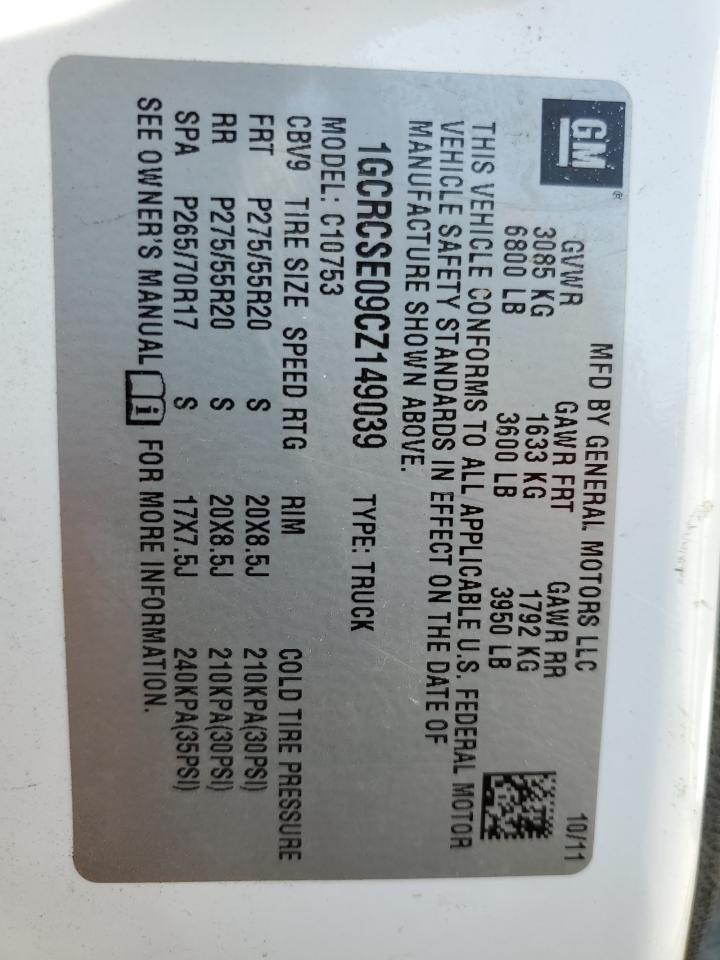 GM ®
MFD BY GENERAL MOTORS LLC 10/11
GVWR GAWR FRT GAWR RR
3085 KG 1633 KG 1792 KG
6800 LB 3600 LB 3950 LB
THIS VEHICLE CONFORMS TO ALL APPLICABLE U.S. FEDERAL MOTOR
VEHICLE SAFETY STANDARDS IN EFFECT ON THE DATE OF
MANUFACTURE SHOWN ABOVE.
1GCRCSE09CZ149039 TYPE: TRUCK
MODEL: C10753
CBV9 TIRE SIZE SPEED RTG RIM COLD TIRE PRESSURE
FRT P275/55R20 S 20X8.5J 210KPA(30PSI)
RR P275/55R20 S 20X8.5J 210KPA(30PSI)
SPA P265/70R17 S 17X7.5J 240KPA(35PSI)
SEE OWNER'S MANUAL FOR MORE INFORMATION.